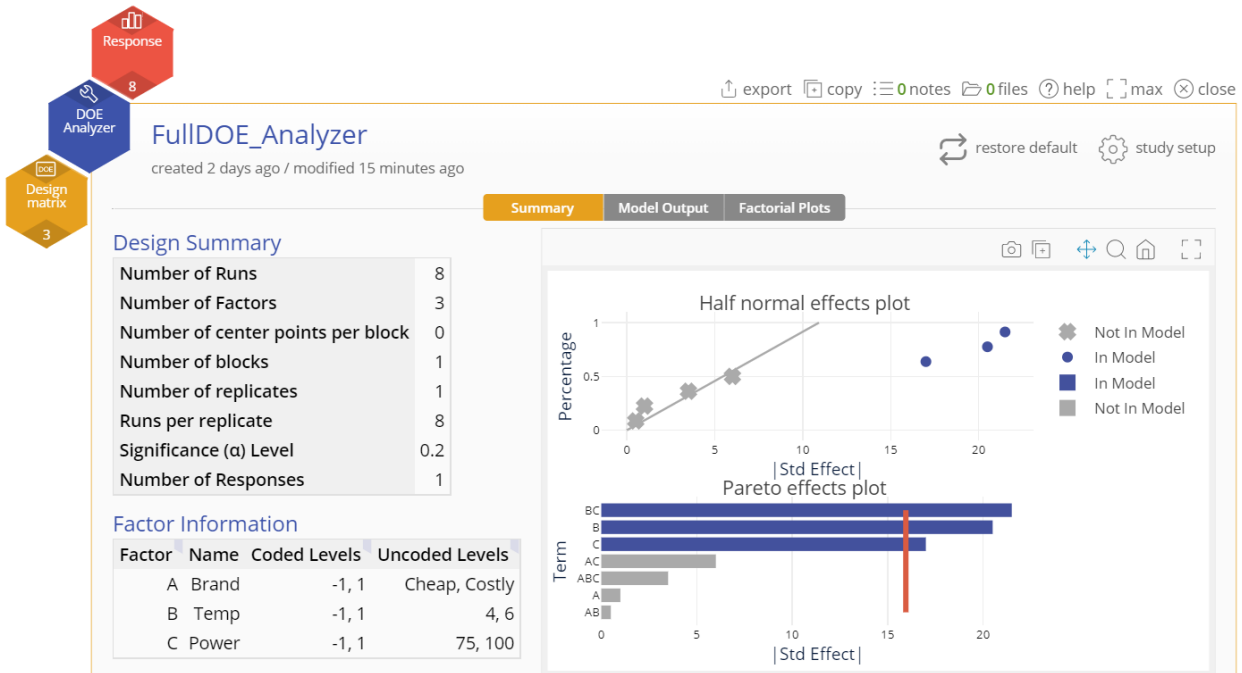 Response
8
DOE
Analyzer
DOE
Design
matrix
3
export copy 0 notes 0 files ? help max close
FullDOE_Analyzer
created 2 days ago / modified 15 minutes ago
restore default study setup
Summary Model Output Factorial Plots
Design Summary
Number of Runs 8
Number of Factors 3
Number of center points per block 0
Number of blocks 1
Number of replicates 1
Runs per replicate 8
Significance (α) Level 0.2
Number of Responses 1
Factor Information
Factor Name Coded Levels Uncoded Levels
A Brand -1, 1 Cheap, Costly
B Temp -1, 1 4, 6
C Power -1, 1 75, 100
Half normal effects plot
Percentage
1
0.5
0
0 5 10 15 20
|Std Effect|
Not In Model
In Model
In Model
Not In Model
Pareto effects plot
Term
BC
B
C
AC
ABC
A
AB
0 5 10 15 20
|Std Effect|